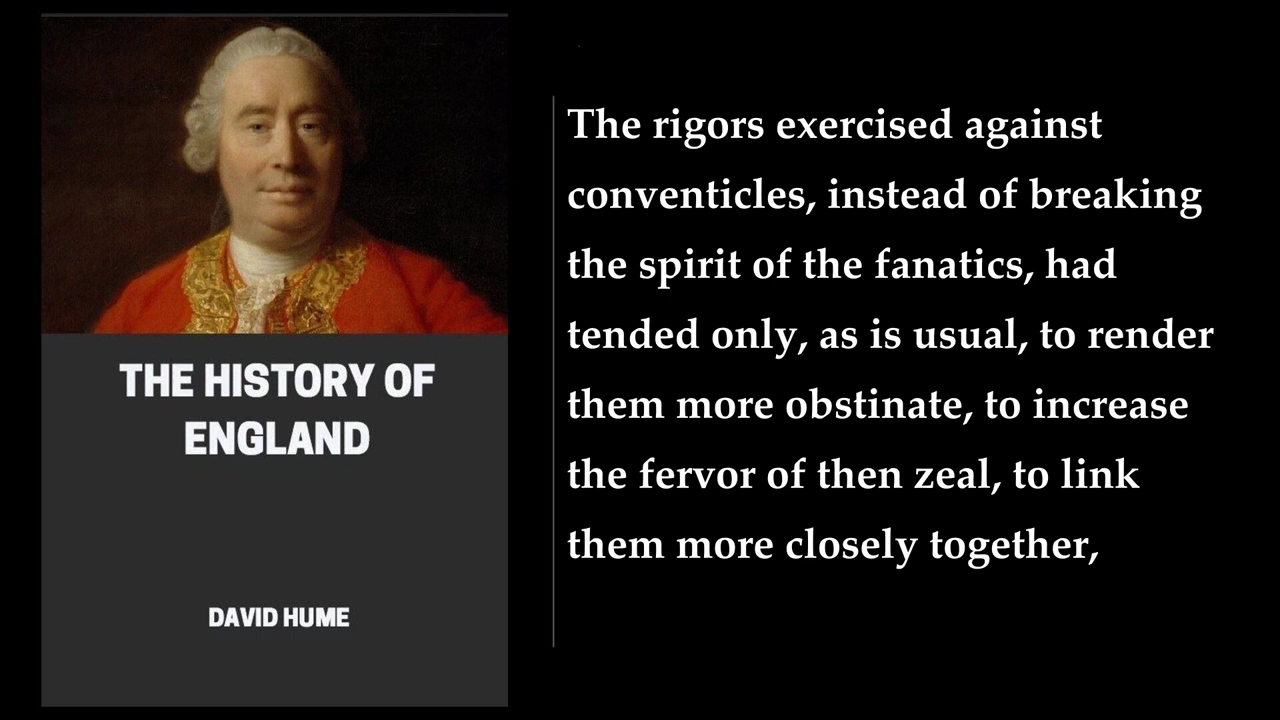 THE HISTORY OF
ENGLAND
DAVID HUME
The rigors exercised against
conventicles, instead of breaking
the spirit of the fanatics, had
tended only, as is usual, to render
them more obstinate, to increase
the fervor of then zeal, to link
them more closely together,